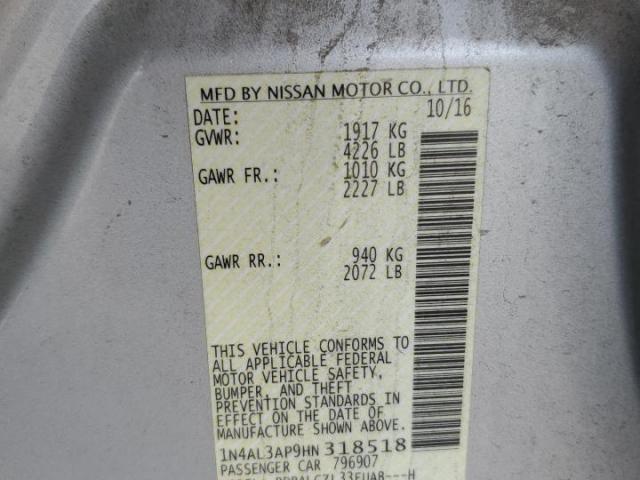 MFD BY NISSAN MOTOR CO., LTD.
DATE: 10/16
GVWR: 1917 KG
4226 LB
GAWR FR.: 1010 KG
2227 LB
GAWR RR.: 940 KG
2072 LB
THIS VEHICLE CONFORMS TO
ALL APPLICABLE FEDERAL
MOTOR VEHICLE SAFETY,
BUMPER, AND THEFT
PREVENTION STANDARDS IN
EFFECT ON THE DATE OF
MANUFACTURE SHOWN ABOVE.
1N4AL3AP9HN318518
PASSENGER CAR 796907